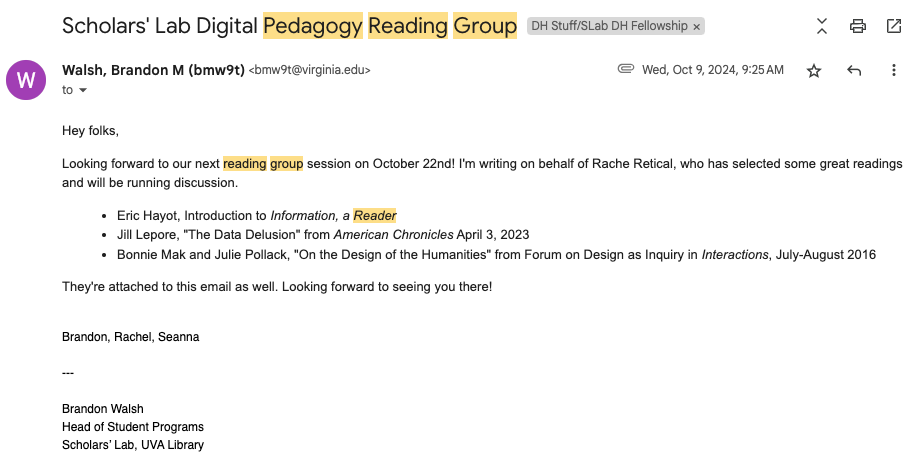 Scholars' Lab Digital Pedagogy Reading Group DH Stuff/SLab DH Fellowship ×
W Walsh, Brandon M (bmw9t) <bmw9t@virginia.edu> Wed, Oct 9, 2024, 9:25 AM
to
Hey folks,
Looking forward to our next reading group session on October 22nd! I'm writing on behalf of Rache Retical, who has selected some great readings
and will be running discussion.
• Eric Hayot, Introduction to Information, a Reader
• Jill Lepore, "The Data Delusion" from American Chronicles April 3, 2023
• Bonnie Mak and Julie Pollack, "On the Design of the Humanities" from Forum on Design as Inquiry in Interactions, July-August 2016
They're attached to this email as well. Looking forward to seeing you there!
Brandon, Rachel, Seanna
---
Brandon Walsh
Head of Student Programs
Scholars' Lab, UVA Library